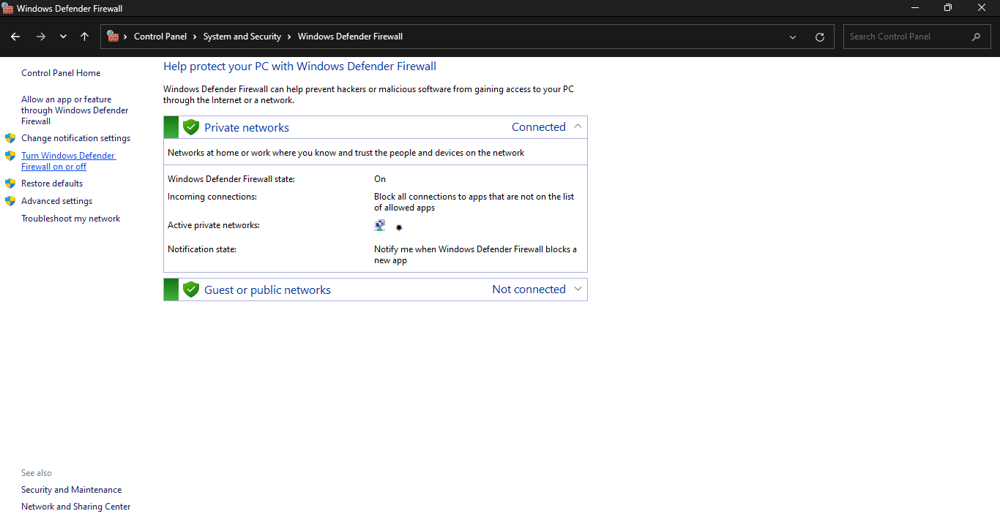 Windows Defender Firewall
Control Panel > System and Security > Windows Defender Firewall
Search Control Panel
Control Panel Home
Allow an app or feature
through Windows Defender
Firewall
Change notification settings
Turn Windows Defender
Firewall on or off
Restore defaults
Advanced settings
Troubleshoot my network
See also
Security and Maintenance
Network and Sharing Center
Help protect your PC with Windows Defender Firewall
Windows Defender Firewall can help prevent hackers or malicious software from gaining access to your PC
through the Internet or a network.
Private networks Connected
Networks at home or work where you know and trust the people and devices on the network
Windows Defender Firewall state: On
Incoming connections: Block all connections to apps that are not on the list
of allowed apps
Active private networks:
Notification state: Notify me when Windows Defender Firewall blocks a
new app
Guest or public networks Not connected